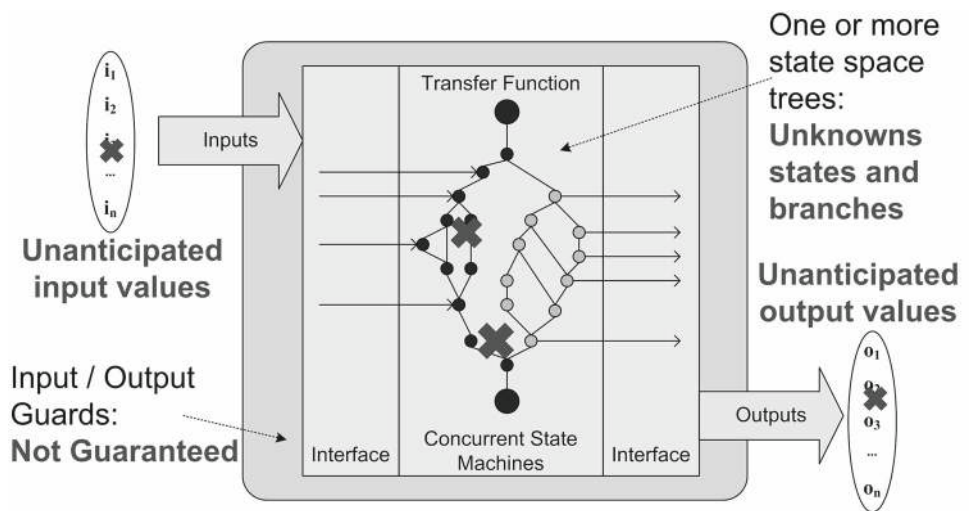 One or more
state space
trees:
Unknowns
states and
branches
i1
i2
...
in
Inputs
Transfer Function
Unanticipated
input values
Unanticipated
output values
Input / Output
Guards:
Not Guaranteed
Interface
Concurrent State
Machines
Interface
Outputs
o1
o2
o3
...
on